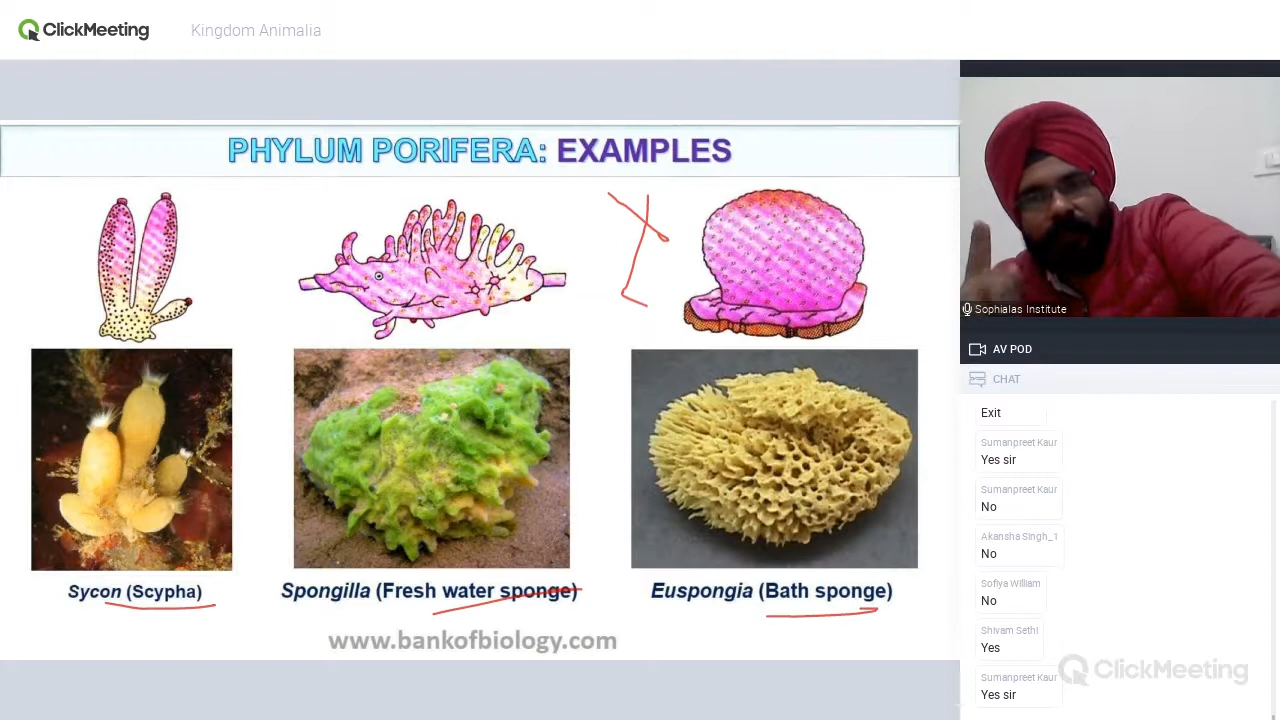 ClickMeeting
Kingdom Animalia
PHYLUM PORIFERA: EXAMPLES
Sycon (Scypha)
Spongilla (Fresh water sponge)
Euspongia (Bath sponge)
www.bankofbiology.com
Sophialas Institute
AV POD
CHAT
Exit
Sumanpreet Kaur
Yes sir
Sumanpreet Kaur
No
Akansha Singh_1
No
Sofiya William
No
Shivam Sethi
Yes
Sumanpreet Kaur
Yes sir
ClickMeeting